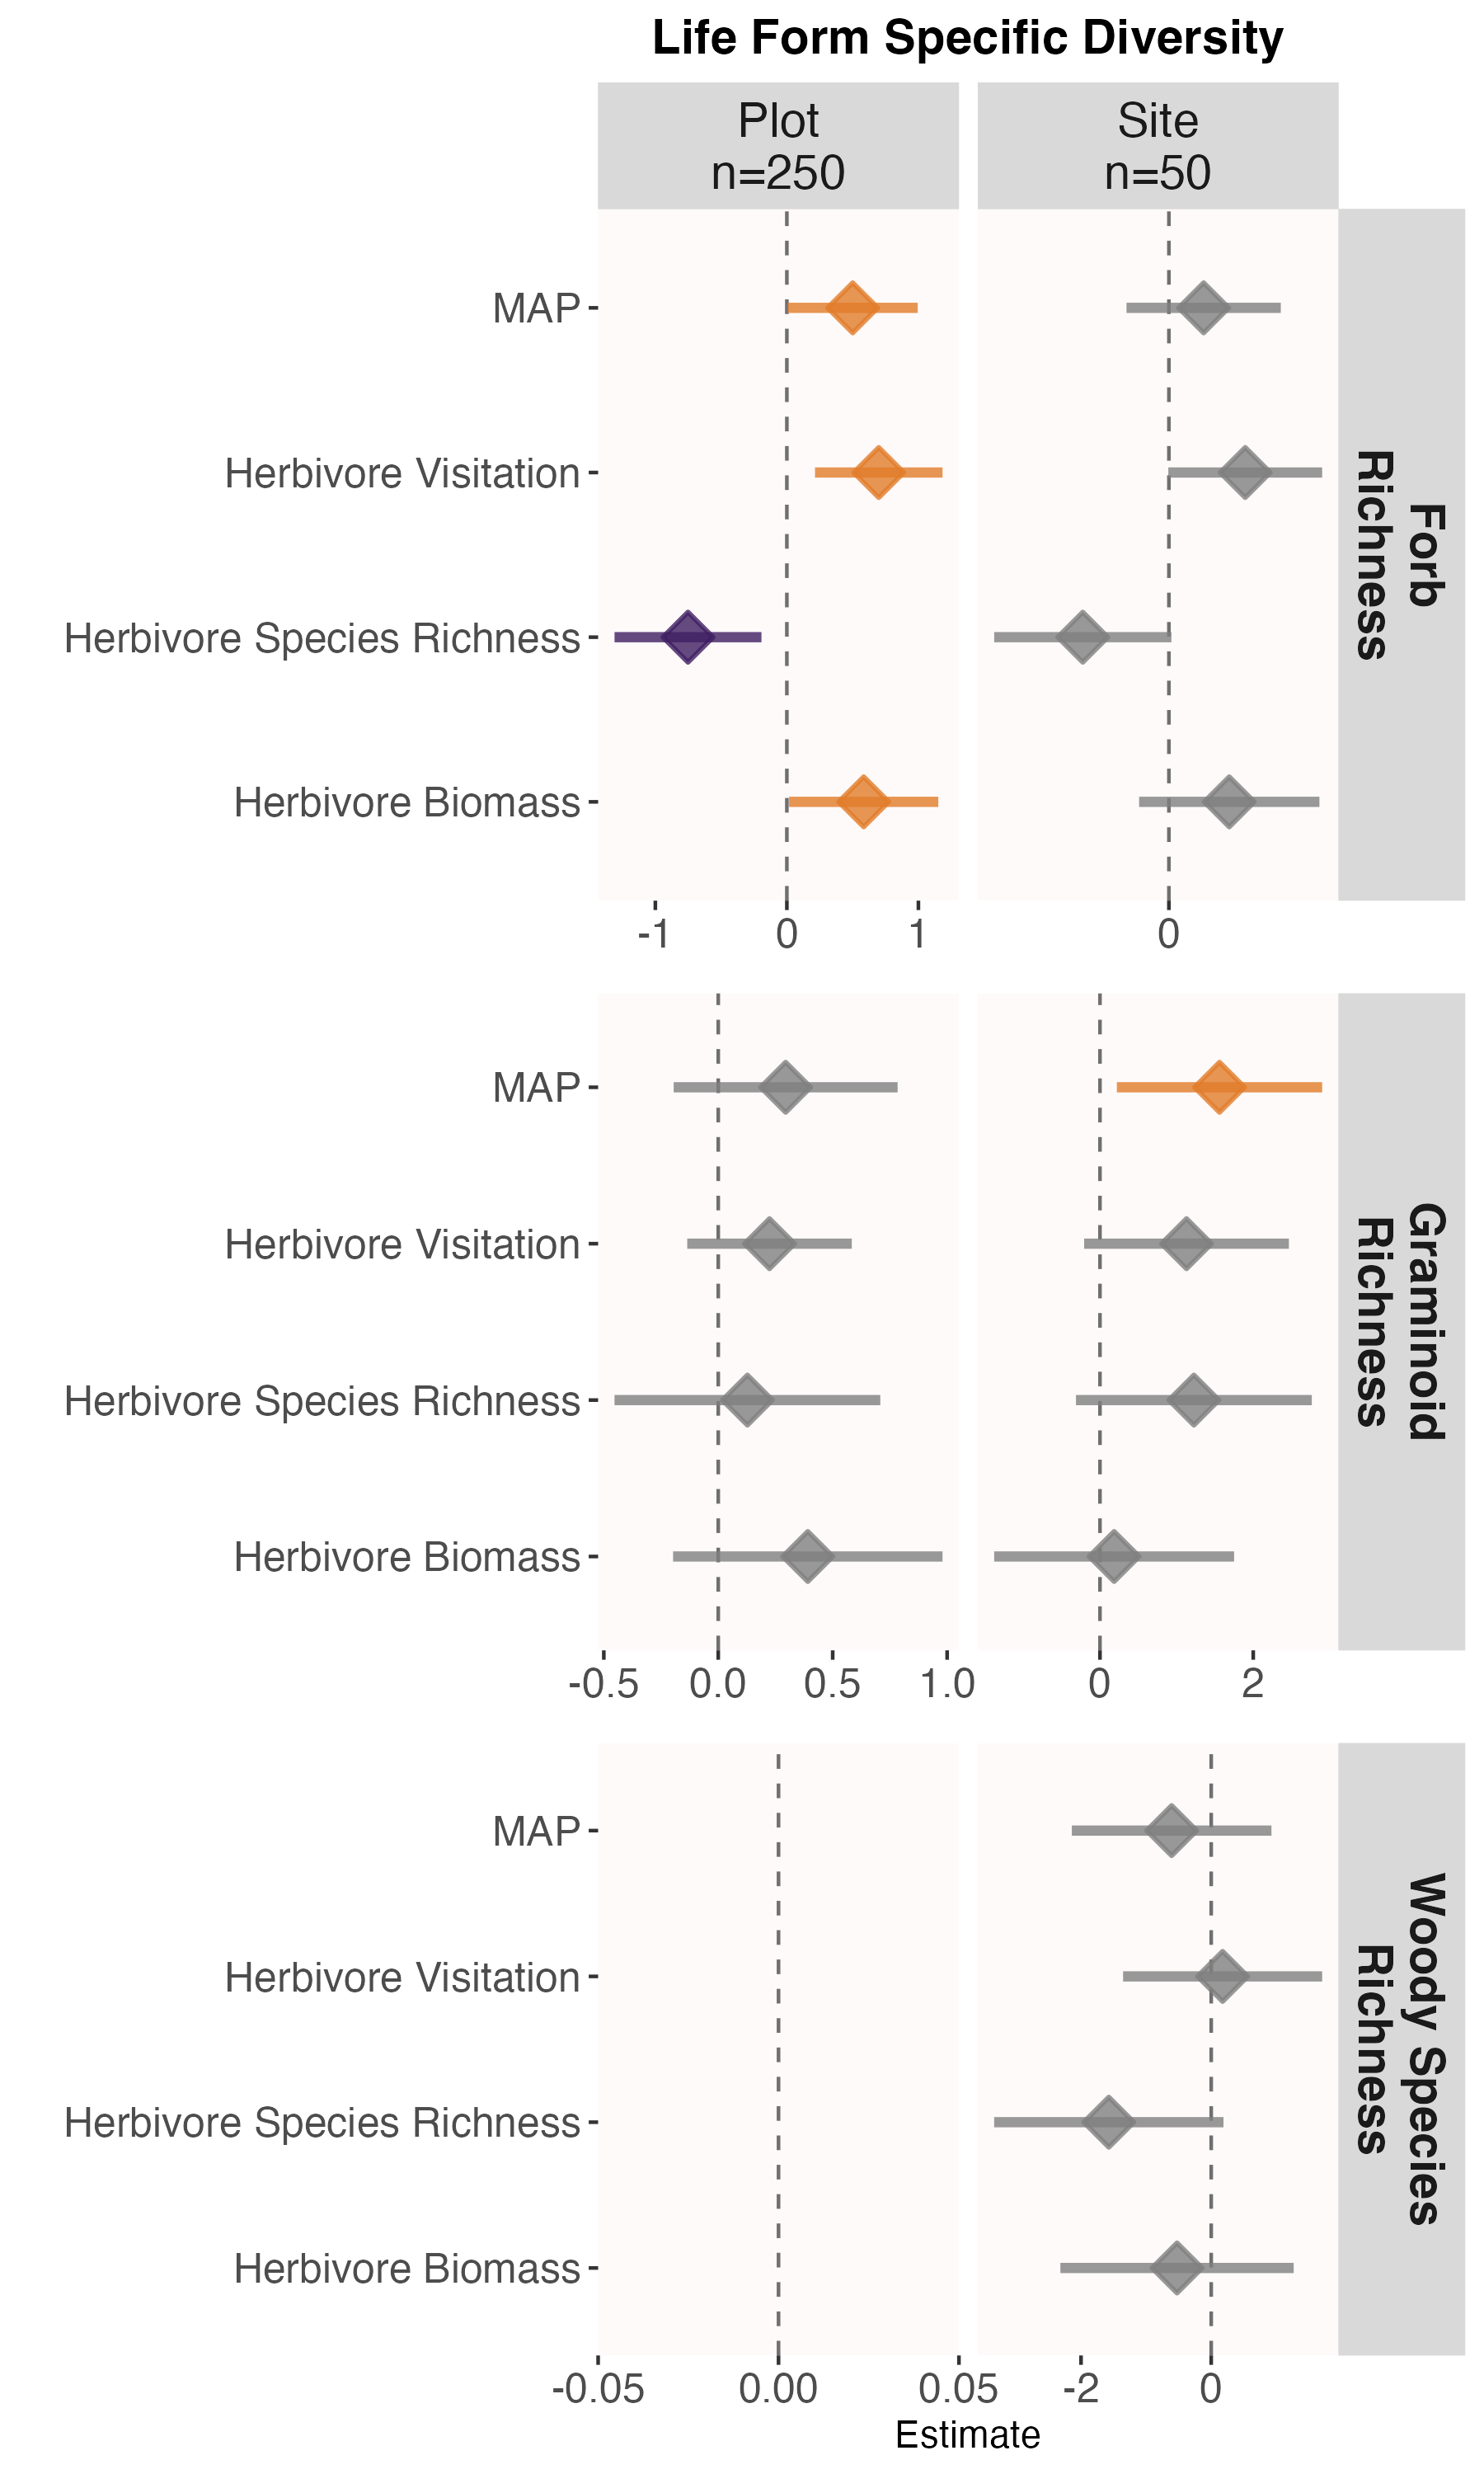 Life Form Specific Diversity
Plot
n=250
Site
n=50
MAP
Herbivore Visitation
Herbivore Species Richness
Herbivore Biomass
Forb
Richness
-1 0 1
0
MAP
Herbivore Visitation
Herbivore Species Richness
Herbivore Biomass
Graminoid
Richness
-0.5 0.0 0.5 1.0
0 2
MAP
Herbivore Visitation
Herbivore Species Richness
Herbivore Biomass
Woody Species
Richness
-0.05 0.00 0.05
-2 0
Estimate